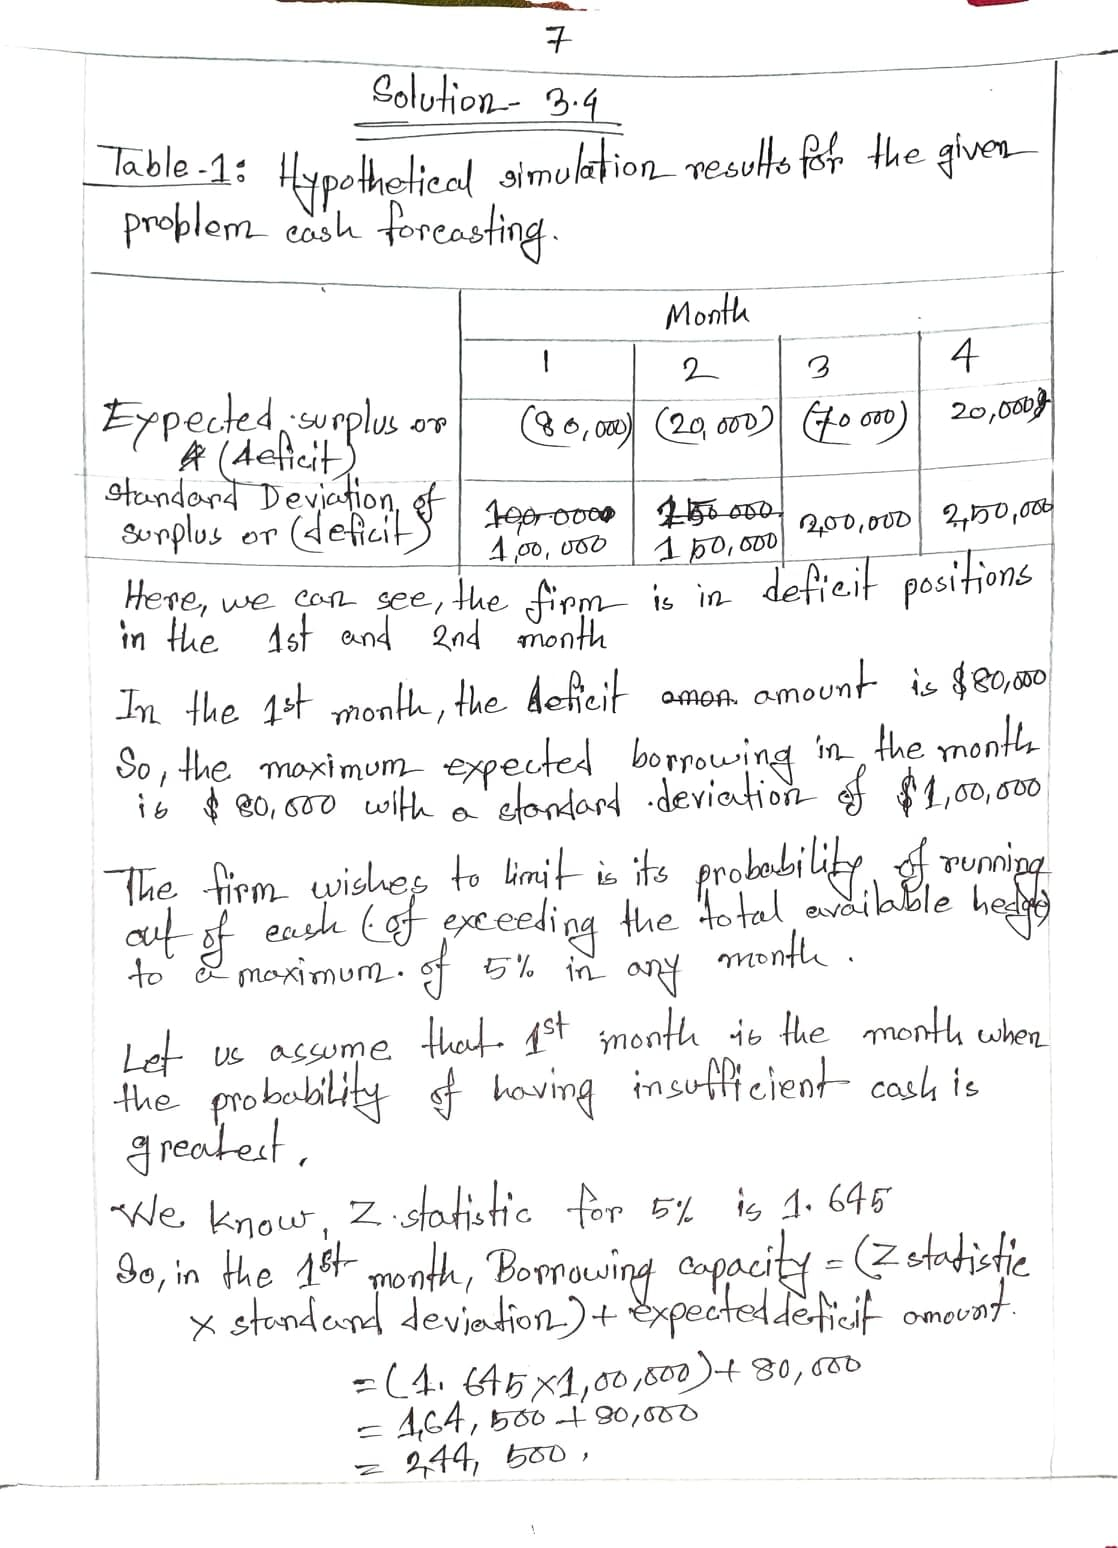 7
Solution- 3.4
Table-1: Hypothetical simulation results for the given
problem cash forcasting.
Month
1 2 3 4
Expected surplus or (80,000) (20,000) (70 000) 20,000
(deficit)
Standard Deviation of 100 0000 150 000 2,00,000 2,50,000
Surplus or (deficit) 1,00,000 1 50,000
Here, we can see, the firm is in deficit positions
in the 1st and 2nd month
In the 1st month, the deficit amon amount is $80,000
So, the maximum expected borrowing in the month
is $ 80,000 with a standard deviation of $1,00,000
The firm wishes to limit is its probability of running
out of cash (of exceeding the total available hedge)
to a maximum of 5% in any month.
Let us assume that 1st month is the month when
the probability of having insufficient cash is
greatest.
We know, Z statistic for 5% is 1.645
So, in the 1st month, Borrowing capacity = (Z statistic
× standard deviation) + expected deficit amount.
= (1.645×1,00,000)+ 80,000
= 1,64,500 + 80,000
= 2,44,500,